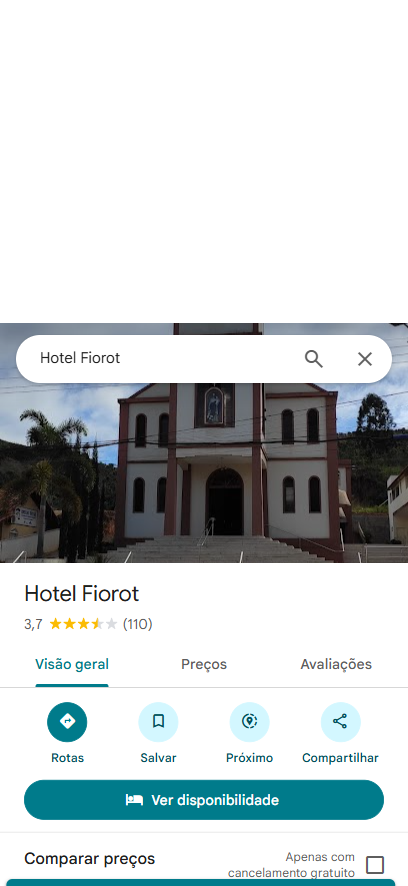 Hotel Fiorot
Hotel Fiorot
3,7 (110)
Visão geral
Preços
Avaliações
Rotas
Salvar
Próximo
Compartilhar
Ver disponibilidade
Comparar preços
Apenas com
cancelamento gratuito